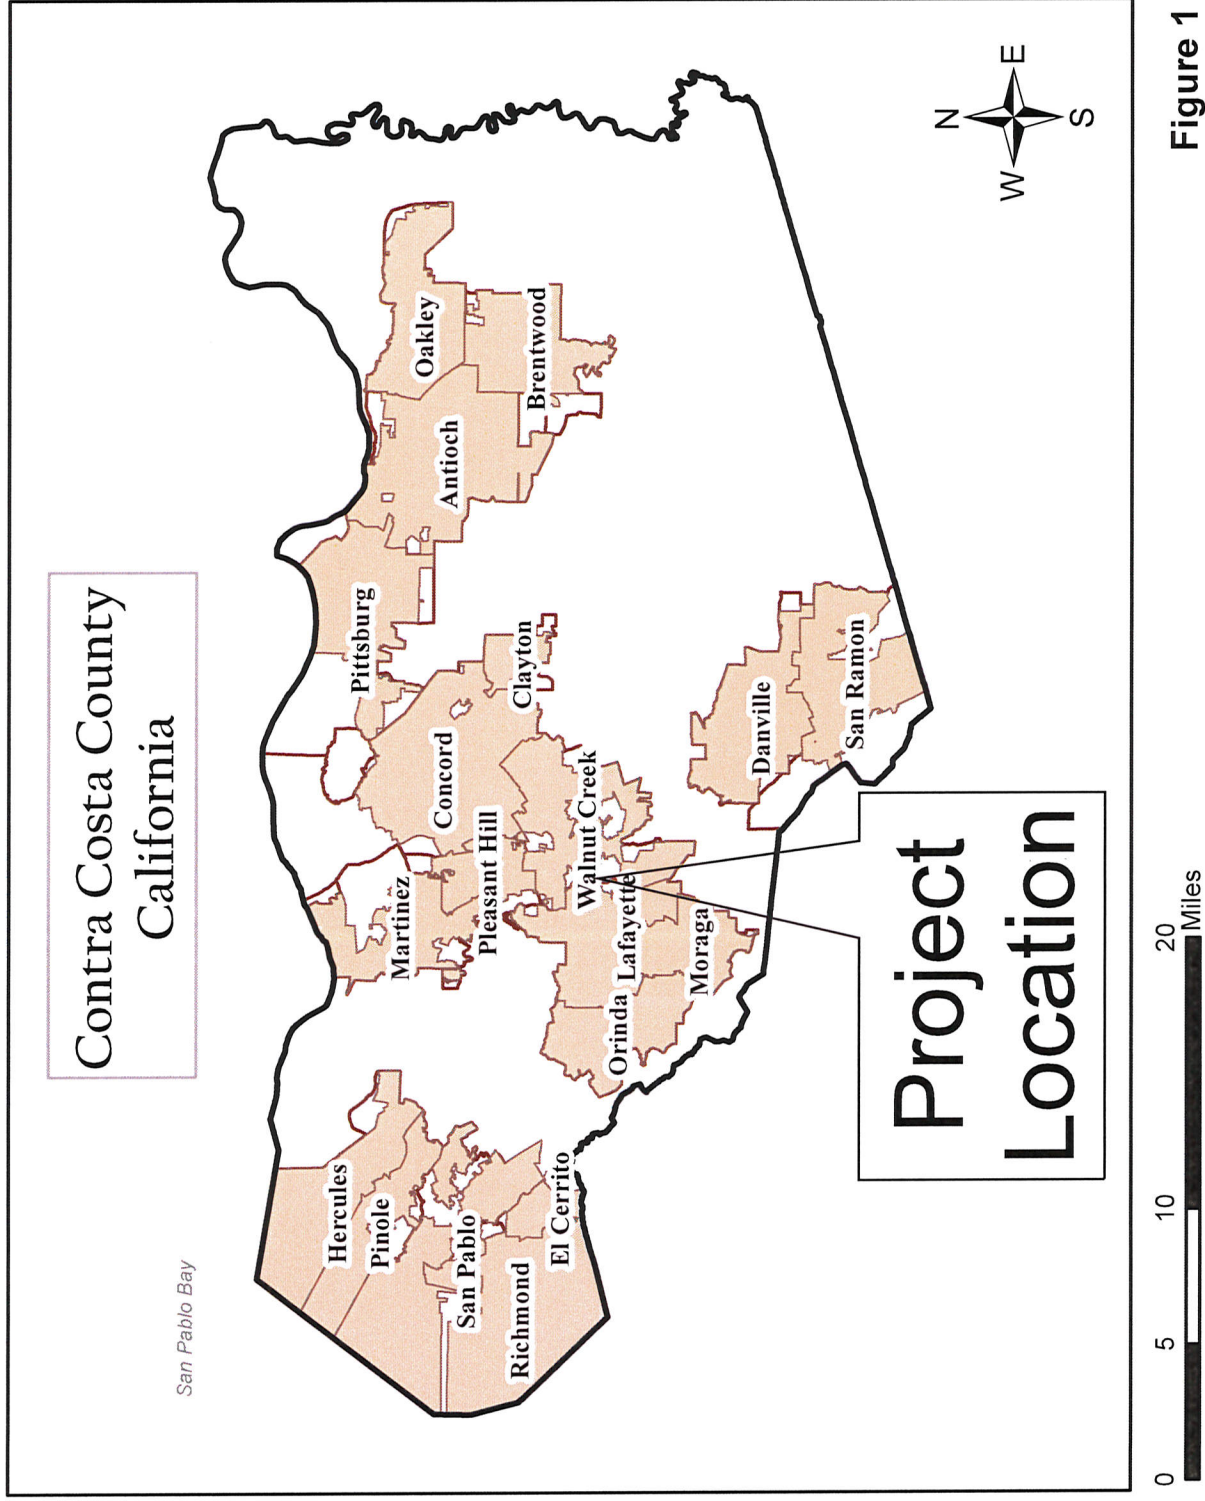 Contra Costa County
California
San Pablo Bay
Hercules
Pinole
San Pablo
Richmond
El Cerrito
Martinez
Pleasant Hill
Concord
Clayton
Pittsburg
Antioch
Oakley
Brentwood
Walnut Creek
Lafayette
Orinda
Moraga
Danville
San Ramon
Project
Location
N
W
E
S
0
5
10
20
Miles
Figure 1